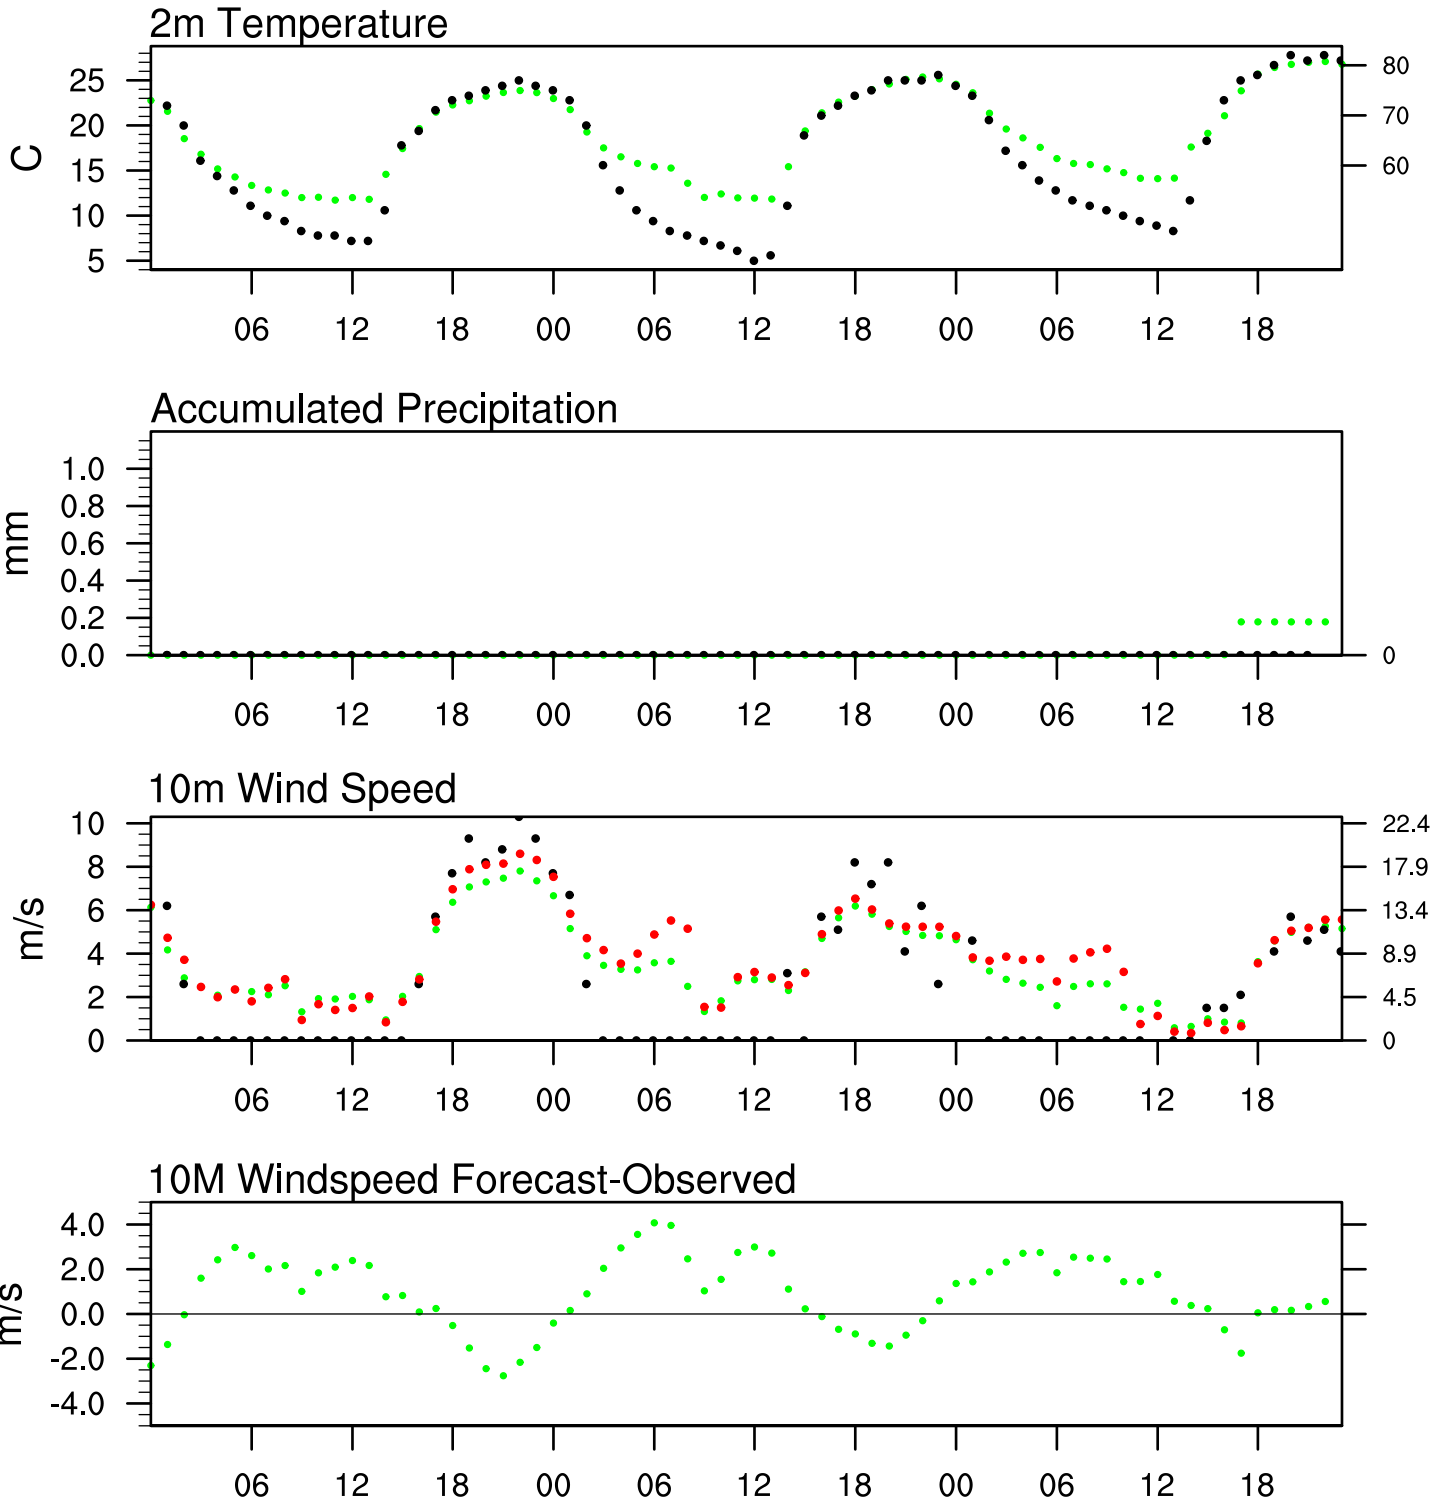 2m Temperature
25
20
15
10
5
C
80
70
60
06 12 18 00 06 12 18 00 06 12 18
Accumulated Precipitation
1.0
0.8
0.6
0.4
0.2
0.0
mm
0
06 12 18 00 06 12 18 00 06 12 18
10m Wind Speed
10
8
6
4
2
0
m/s
22.4
17.9
13.4
8.9
4.5
0
06 12 18 00 06 12 18 00 06 12 18
10M Windspeed Forecast-Observed
4.0
2.0
0.0
-2.0
-4.0
m/s
06 12 18 00 06 12 18 00 06 12 18